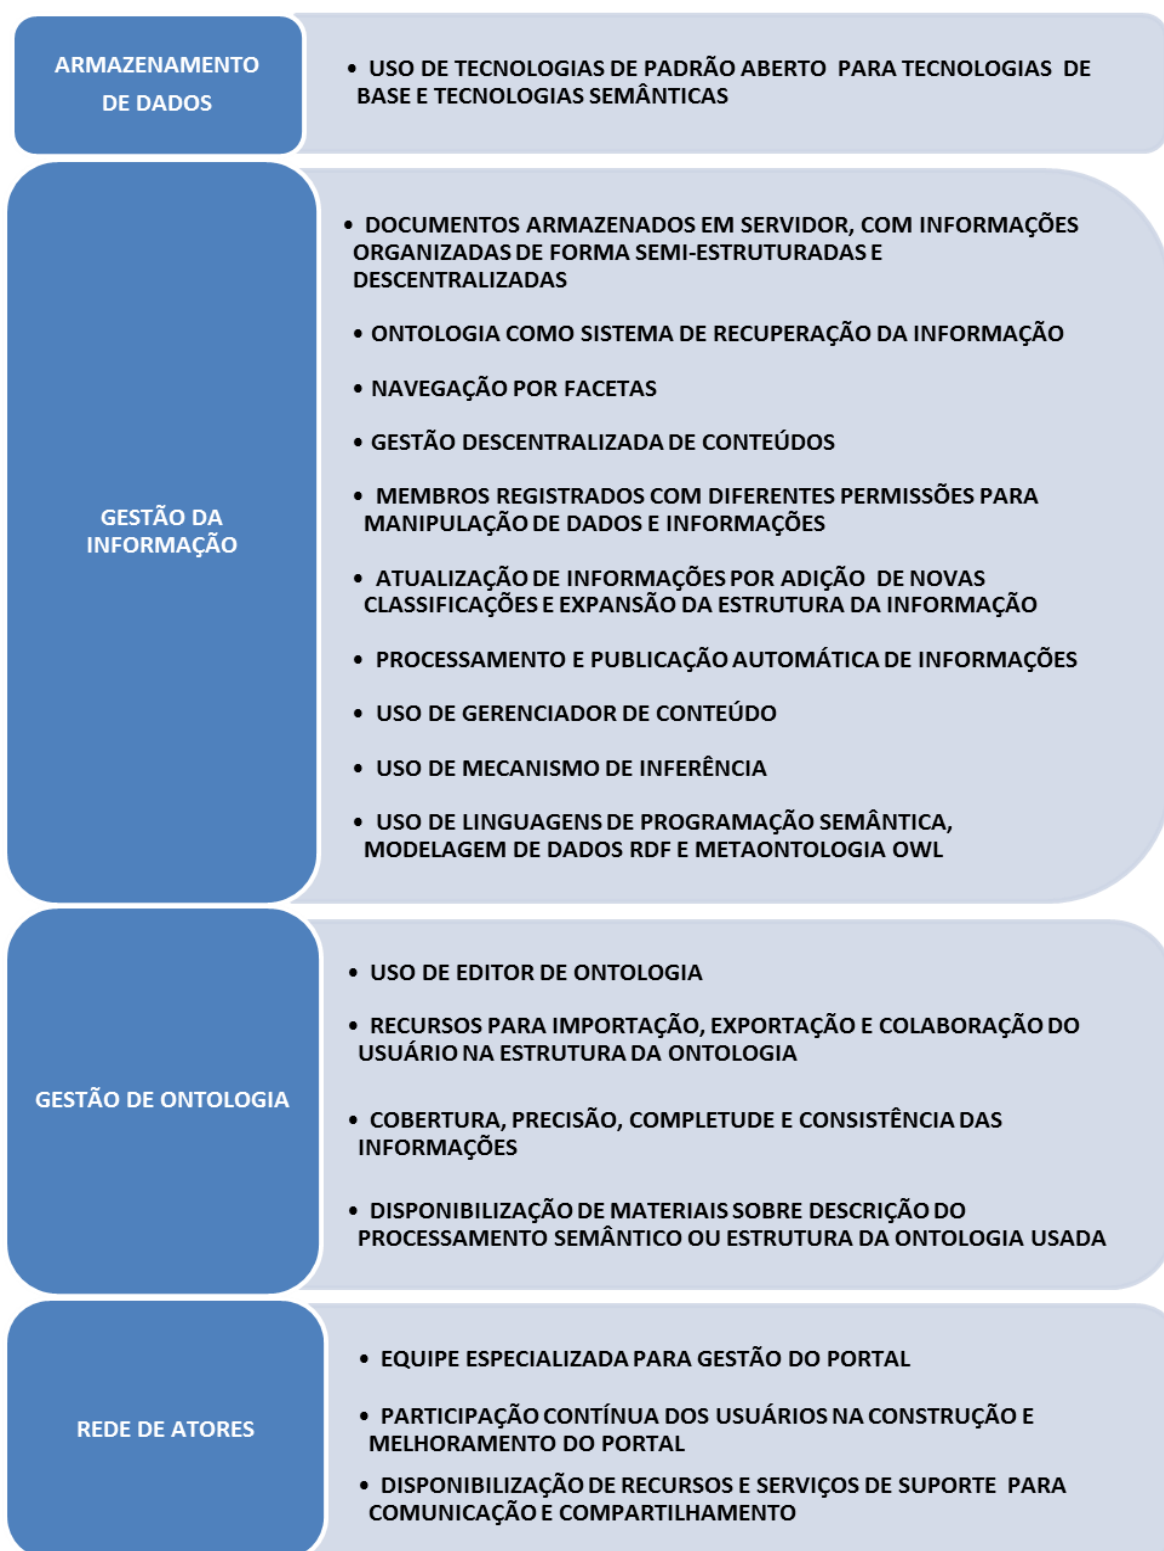 ARMAZENAMENTO
DE DADOS
• USO DE TECNOLOGIAS DE PADRÃO ABERTO PARA TECNOLOGIAS DE
BASE E TECNOLOGIAS SEMÂNTICAS
GESTÃO DA
INFORMAÇÃO
• DOCUMENTOS ARMAZENADOS EM SERVIDOR, COM INFORMAÇÕES
ORGANIZADAS DE FORMA SEMI-ESTRUTURADAS E
DESCENTRALIZADAS
• ONTOLOGIA COMO SISTEMA DE RECUPERAÇÃO DA INFORMAÇÃO
• NAVEGAÇÃO POR FACETAS
• GESTÃO DESCENTRALIZADA DE CONTEÚDOS
• MEMBROS REGISTRADOS COM DIFERENTES PERMISSÕES PARA
MANIPULAÇÃO DE DADOS E INFORMAÇÕES
• ATUALIZAÇÃO DE INFORMAÇÕES POR ADIÇÃO DE NOVAS
CLASSIFICAÇÕES E EXPANSÃO DA ESTRUTURA DA INFORMAÇÃO
• PROCESSAMENTO E PUBLICAÇÃO AUTOMÁTICA DE INFORMAÇÕES
• USO DE GERENCIADOR DE CONTEÚDO
• USO DE MECANISMO DE INFERÊNCIA
• USO DE LINGUAGENS DE PROGRAMAÇÃO SEMÂNTICA,
MODELAGEM DE DADOS RDF E METAONTOLOGIA OWL
GESTÃO DE ONTOLOGIA
• USO DE EDITOR DE ONTOLOGIA
• RECURSOS PARA IMPORTAÇÃO, EXPORTAÇÃO E COLABORAÇÃO DO
USUÁRIO NA ESTRUTURA DA ONTOLOGIA
• COBERTURA, PRECISÃO, COMPLETUDE E CONSISTÊNCIA DAS
INFORMAÇÕES
• DISPONIBILIZAÇÃO DE MATERIAIS SOBRE DESCRIÇÃO DO
PROCESSAMENTO SEMÂNTICO OU ESTRUTURA DA ONTOLOGIA USADA
REDE DE ATORES
• EQUIPE ESPECIALIZADA PARA GESTÃO DO PORTAL
• PARTICIPAÇÃO CONTÍNUA DOS USUÁRIOS NA CONSTRUÇÃO E
MELHORAMENTO DO PORTAL
• DISPONIBILIZAÇÃO DE RECURSOS E SERVIÇOS DE SUPORTE PARA
COMUNICAÇÃO E COMPARTILHAMENTO